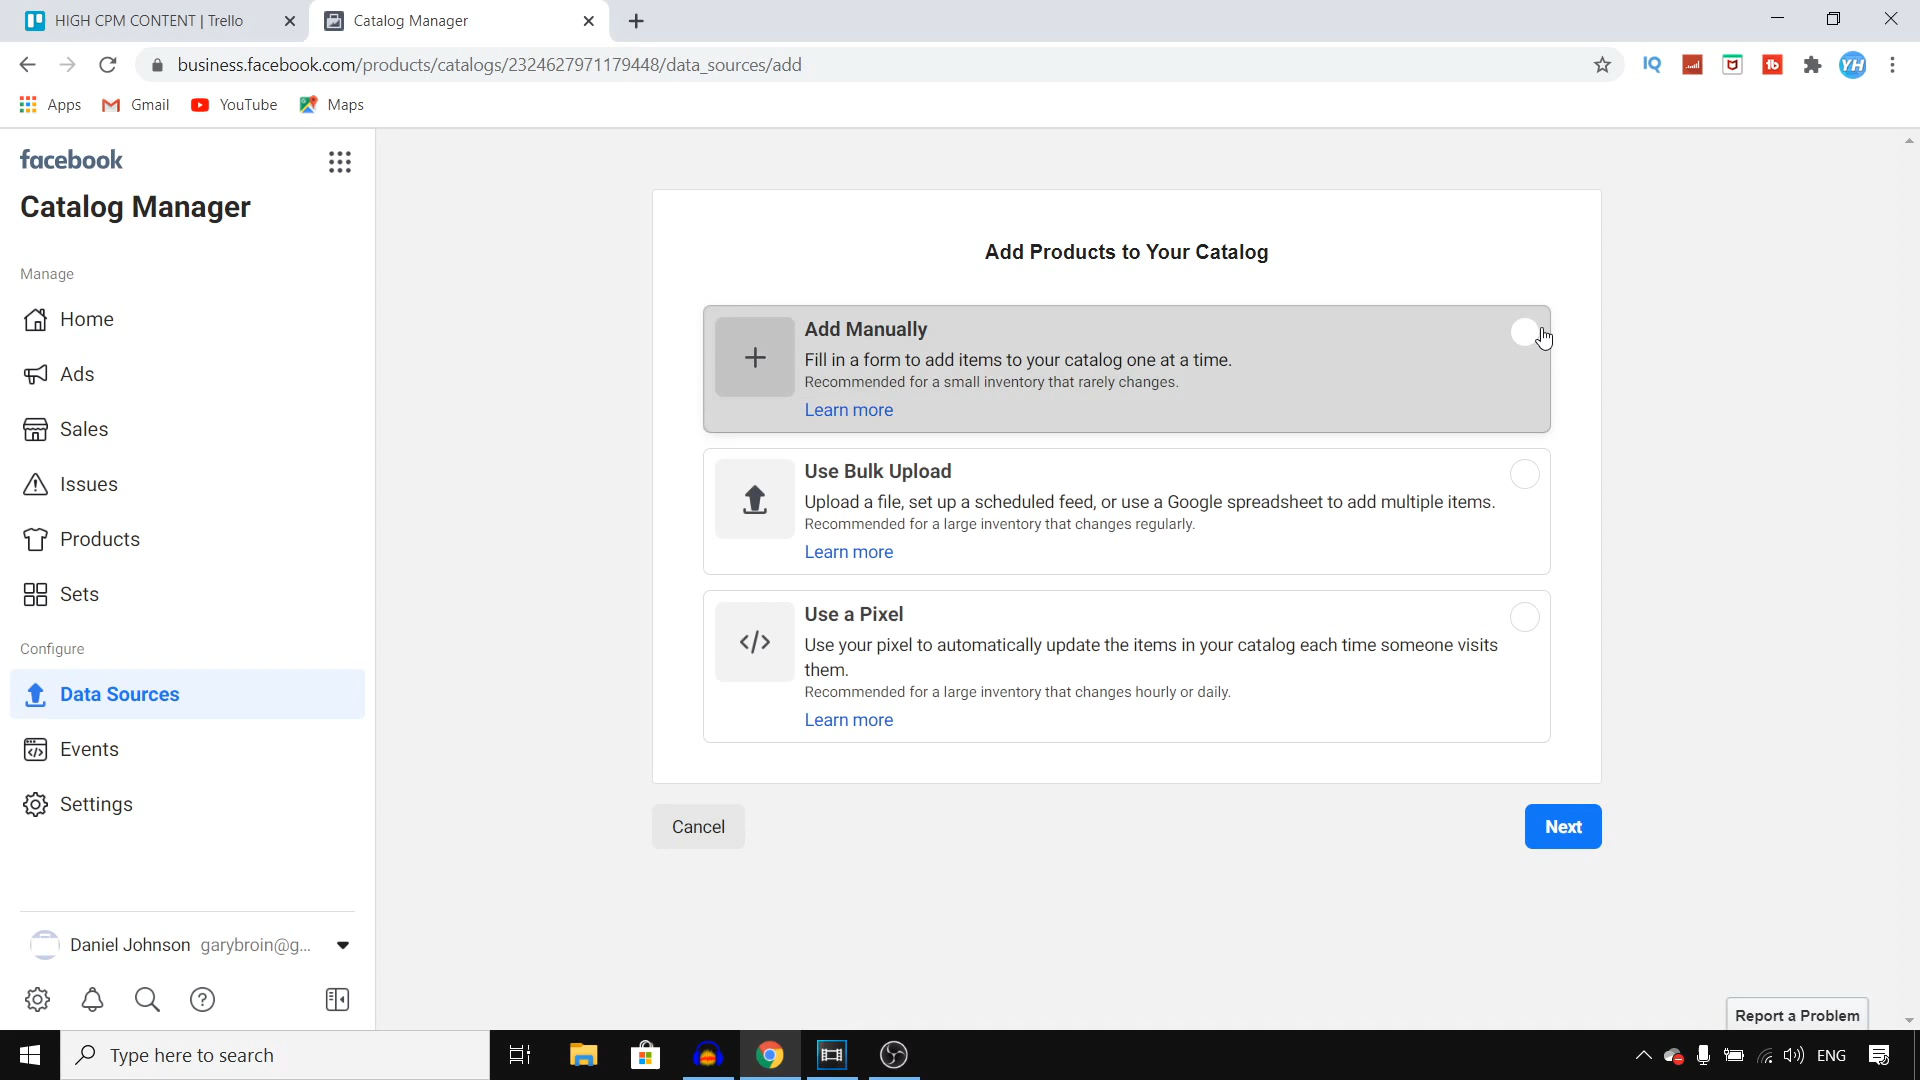 HIGH CPM CONTENT | Trello
Catalog Manager
business.facebook.com/products/catalogs/2324627971179448/data_sources/add
IQ
tb
YH
Apps
Gmail
YouTube
Maps
facebook
Catalog Manager
Manage
Home
Ads
Sales
Issues
Products
Sets
Configure
Data Sources
Events
Settings
Daniel Johnson garybroin@g...
Add Products to Your Catalog
Add Manually
Fill in a form to add items to your catalog one at a time.
Recommended for a small inventory that rarely changes.
Learn more
Use Bulk Upload
Upload a file, set up a scheduled feed, or use a Google spreadsheet to add multiple items.
Recommended for a large inventory that changes regularly.
Learn more
Use a Pixel
Use your pixel to automatically update the items in your catalog each time someone visits
them.
Recommended for a large inventory that changes hourly or daily.
Learn more
Cancel
Next
Report a Problem
Type here to search
ENG